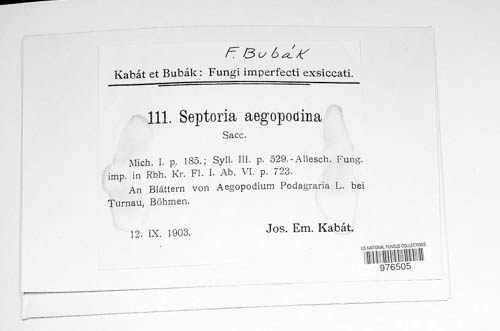 F. Bubák
Kabát et Bubák: Fungi imperfecti exsiccati.
111. Septoria aegopodina
Sacc.
Mich. I. p. 185.; Syll. III. p. 529.-Allesch. Fung.
imp. in Rbh. Kr. Fl. I. Ab. VI. p. 723.
An Blättern von Aegopodium Podagraria L. bei
Turnau, Böhmen.
12. IX. 1903. Jos. Em. Kabát.
US NATIONAL FUNGUS COLLECTIONS
976505